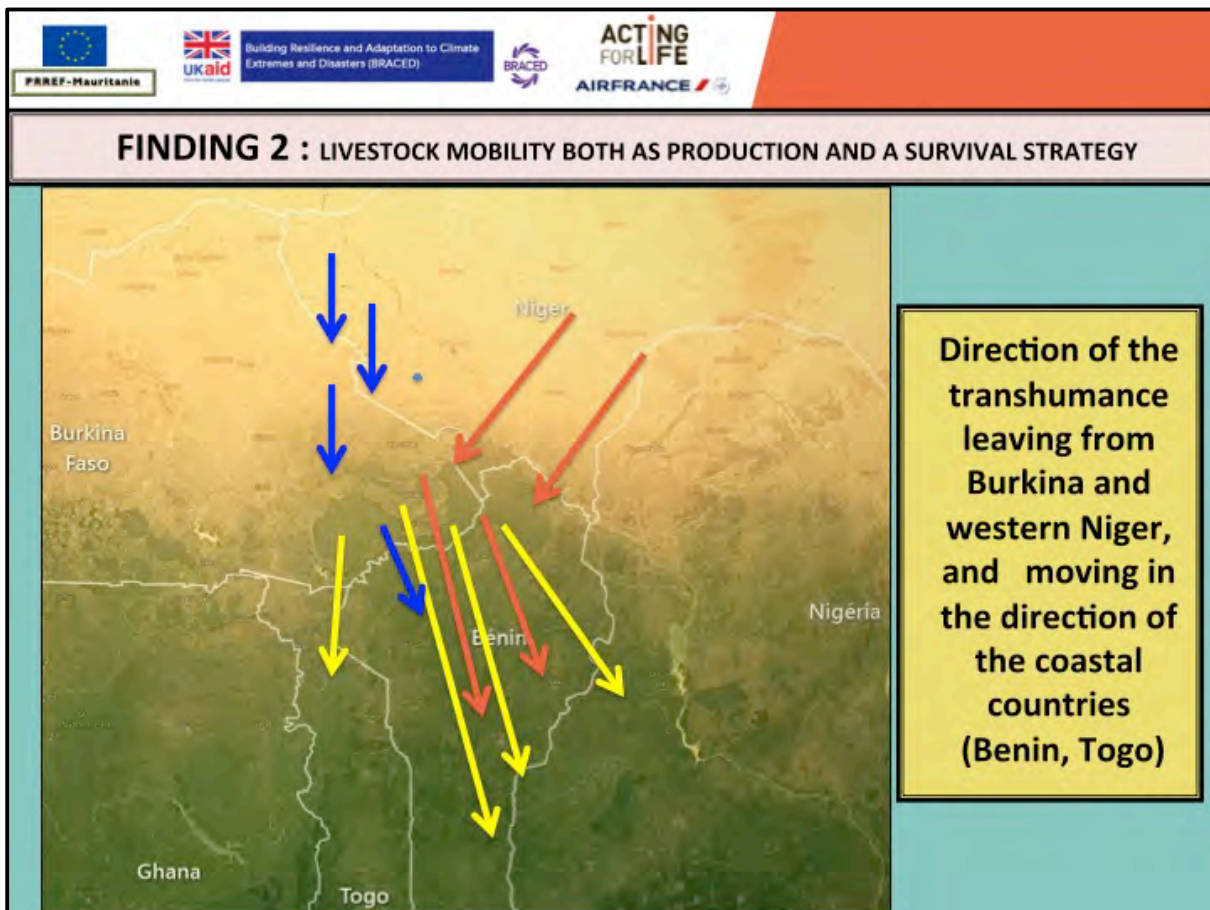 PRREF-Mauritanie
UKaid
Building Resilience and Adaptation to Climate
Extremes and Disasters (BRACED)
BRACED
ACTING
FOR LIFE
AIRFRANCE
FINDING 2 : LIVESTOCK MOBILITY BOTH AS PRODUCTION AND A SURVIVAL STRATEGY
Niger
Burkina
Faso
Nigéria
Bénin
Ghana
Togo
Direction of the
transhumance
leaving from
Burkina and
western Niger,
and moving in
the direction of
the coastal
countries
(Benin, Togo)